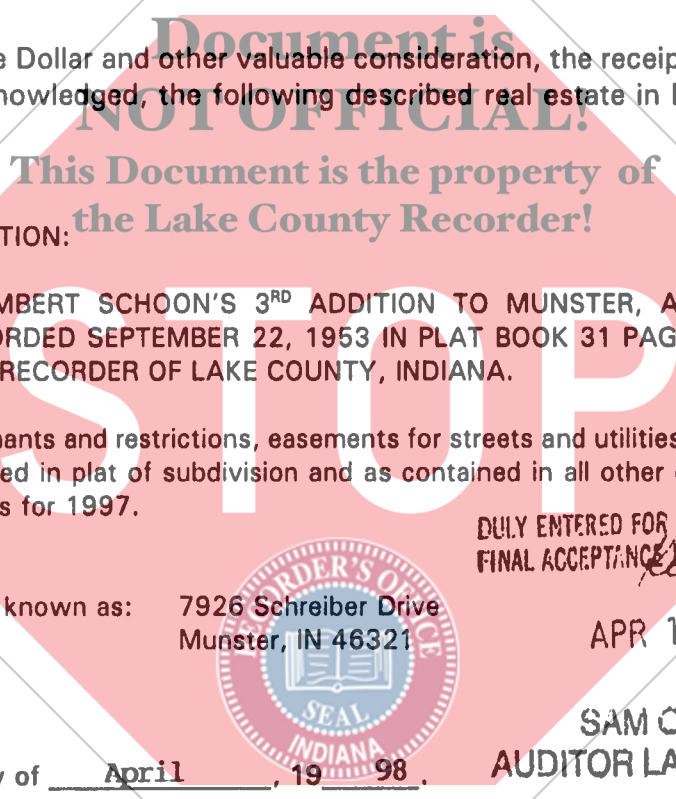 Document is
e Dollar and other valuable consideration, the receip
nowledged, the following described real estate in
NOT OFFICIAL!
This Document is the property of
the Lake County Recorder!
TION:
MBERT SCHOON'S 3RD ADDITION TO MUNSTER, A
ORDED SEPTEMBER 22, 1953 IN PLAT BOOK 31 PAG
RECORDER OF LAKE COUNTY, INDIANA.
STOP
nants and restrictions, easements for streets and utilities
ed in plat of subdivision and as contained in all other
s for 1997.
DULY ENTERED FOR
FINAL ACCEPTANCE
known as: 7926 Schreiber Drive
Munster, IN 46321
RECORDER'S OFFICE
SEAL
INDIANA
APR 1
SAM O
AUDITOR LA
y of April, 19 98.